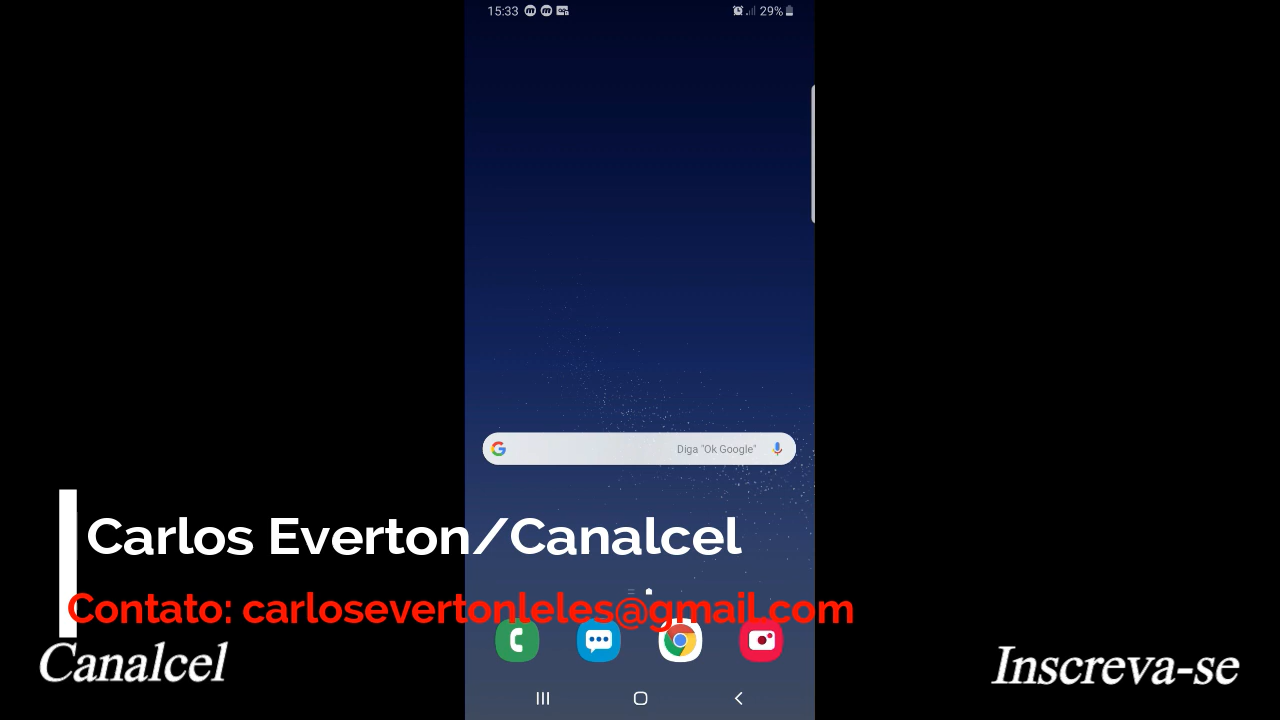 15:33
29%
Diga "Ok Google"
Carlos Everton/Canalcel
Contato: carlosevertonleles@gmail.com
Canalcel
Inscreva-se